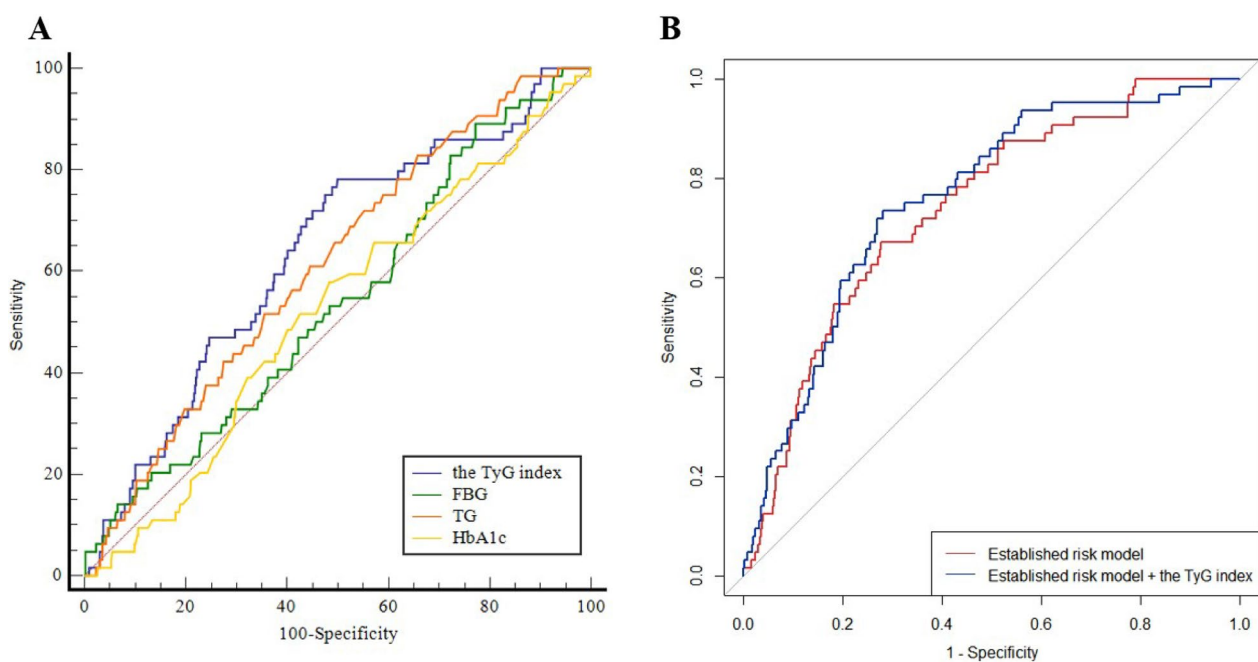 A
100
80
60
40
20
0
Sensitivity
0
20
40
60
80
100
100-Specificity
the TyG index
FBG
TG
HbA1c
B
1.0
0.8
0.6
0.4
0.2
0.0
Sensitivity
0.0
0.2
0.4
0.6
0.8
1.0
1 - Specificity
Established risk model
Established risk model + the TyG index